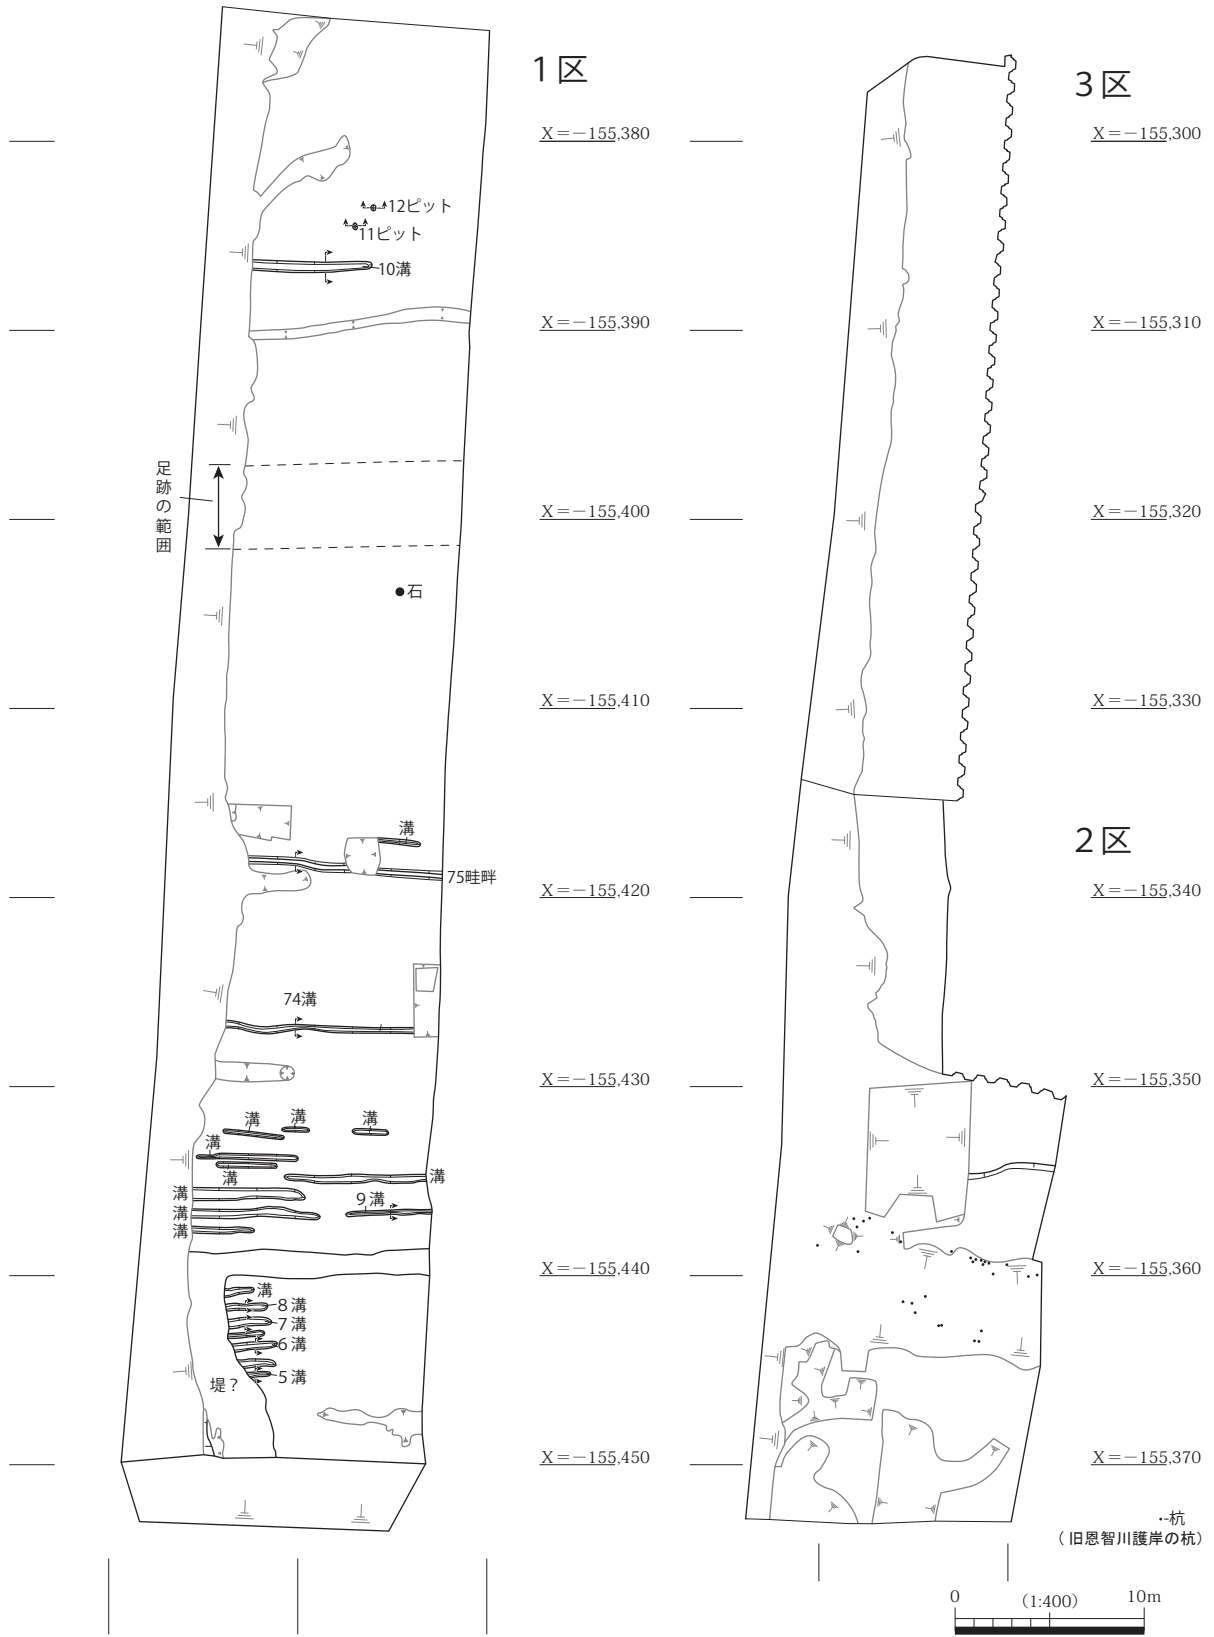 1区
X=−155,380
12ピット
11ピット
10溝
X=−155,390
足跡の範囲
X=−155,400
石
X=−155,410
溝
75畦畔
X=−155,420
74溝
X=−155,430
溝
溝
溝
溝
溝
溝
溝
9溝
溝
溝
X=−155,440
溝
8溝
7溝
6溝
5溝
堤?
X=−155,450
3区
X=−155,300
X=−155,310
X=−155,320
X=−155,330
2区
X=−155,340
X=−155,350
X=−155,360
X=−155,370
杭
(旧恩智川護岸の杭)
0 (1:400) 10m